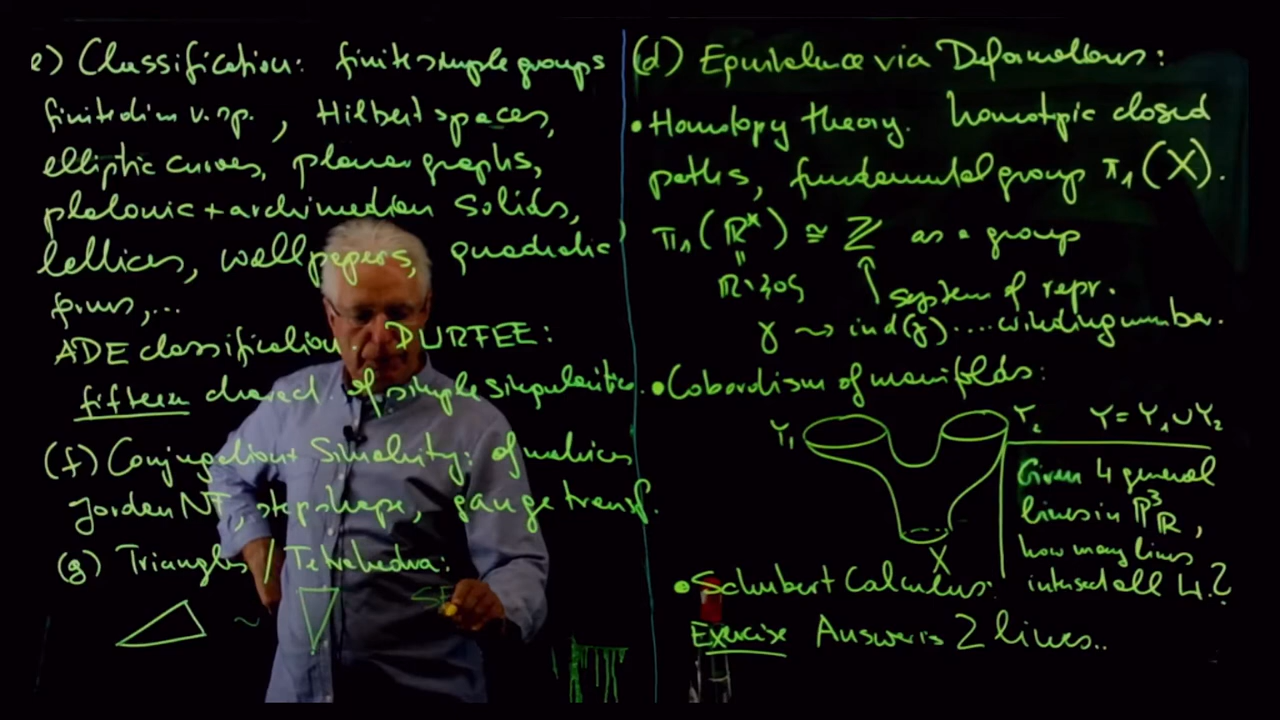 e) Classification: finite simple groups
finitedim v.sp., Hilbert spaces,
elliptic curves, planar graphs,
platonic + archimedian solids,
lattices, wallpapers, quadratic
forms,...
ADE classification. DURFEE:
fifteen charact. of simple singularities.
(f) Conjugation + Similarity: of matrices
Jordan NF, step shape, gauge transf.
(g) Triangles / Tetrahedra:
~
(d) Equivalence via Deformations:
• Homotopy theory. homotopic closed
paths, fundamental group π₁(X).
π₁(ℝ*) ≅ ℤ as a group
=
ℝ\{0}
↑ system of repr.
γ ⇝ ind(γ).... winding number.
• Cobordism of manifolds:
Y₁ Y₂ Y = Y₁ ∪ Y₂
X
Given 4 general
lines in ℙ³ℝ,
how many lines
intersect all 4?
• Schubert Calculus:
Exercise Answer is 2 lines..